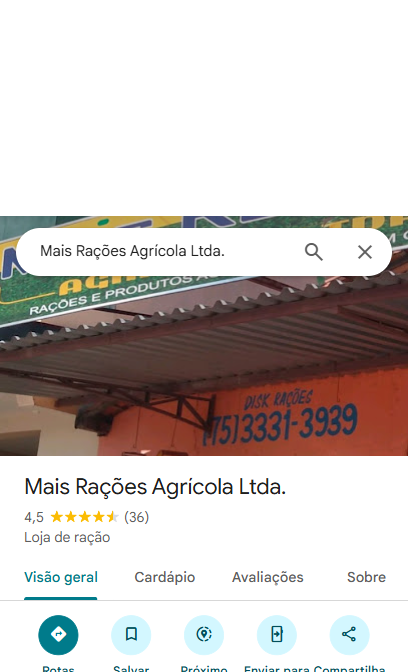 Mais Rações Agrícola Ltda.
RAÇÕES E PRODUTOS
DISK RAÇÕES
(75)3331-3939
Mais Rações Agrícola Ltda.
4,5 (36)
Loja de ração
Visão geral Cardápio Avaliações Sobre
Rotas Salvar Próximo Enviar para Compartilha